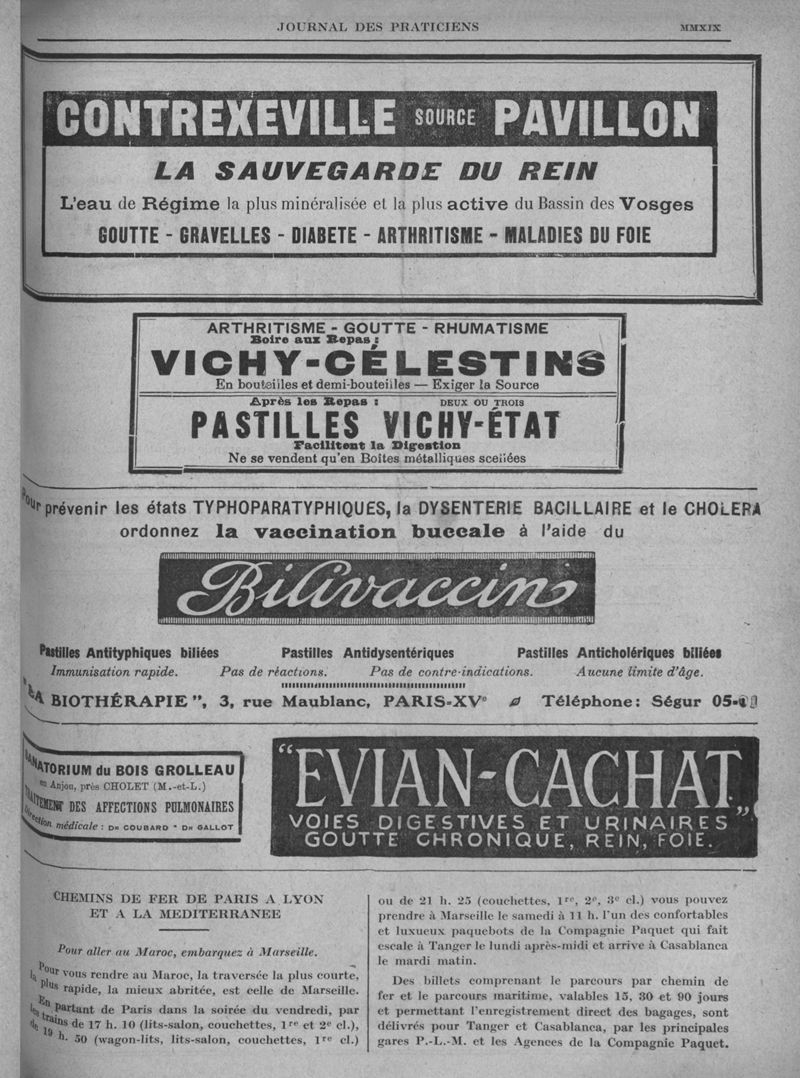 JOURNAL DES PRATICIENS
MMXIX
CONTREXEVILLE SOURCE PAVILLON
LA SAUVEGARDE DU REIN
L'eau de Régime la plus minéralisée et la plus active du Bassin des Vosges
GOUTTE - GRAVELLES - DIABETE - ARTHRITISME - MALADIES DU FOIE
ARTHRITISME - GOUTTE - RHUMATISME
Boire aux Repas :
VICHY-CÉLESTINS
En bouteilles et demi-bouteilles — Exiger la Source
Après les Repas : DEUX OU TROIS
PASTILLES VICHY-ÉTAT
Facilitent la Digestion
Ne se vendent qu'en Boîtes métalliques scellées
Pour prévenir les états TYPHOPARATYPHIQUES, la DYSENTERIE BACILLAIRE et le CHOLERA
ordonnez la vaccination buccale à l'aide du
Bilivaccin
Pastilles Antityphiques biliées Pastilles Antidysentériques Pastilles Anticholériques biliées
Immunisation rapide. Pas de réactions. Pas de contre-indications. Aucune limite d'âge.
"LA BIOTHÉRAPIE", 3, rue Maublanc, PARIS-XVe Téléphone: Ségur 05-
SANATORIUM du BOIS GROLLEAU
en Anjou, près CHOLET (M.-et-L.)
TRAITEMENT DES AFFECTIONS PULMONAIRES
Direction médicale : Dr COUBARD * Dr GALLOT
"EVIAN-CACHAT"
VOIES DIGESTIVES ET URINAIRES
GOUTTE CHRONIQUE, REIN, FOIE.
CHEMINS DE FER DE PARIS A LYON
ET A LA MEDITERRANEE
Pour aller au Maroc, embarquez à Marseille.
Pour vous rendre au Maroc, la traversée la plus courte,
la plus rapide, la mieux abritée, est celle de Marseille.
En partant de Paris dans la soirée du vendredi, par
les trains de 17 h. 10 (lits-salon, couchettes, 1re et 2e cl.),
de 19 h. 50 (wagon-lits, lits-salon, couchettes, 1re cl.)
ou de 21 h. 25 (couchettes, 1re, 2e, 3e cl.) vous pouvez
prendre à Marseille le samedi à 11 h. l'un des confortables
et luxueux paquebots de la Compagnie Paquet qui fait
escale à Tanger le lundi après-midi et arrive à Casablanca
le mardi matin.
Des billets comprenant le parcours par chemin de
fer et le parcours maritime, valables 15, 30 et 90 jours
et permettant l'enregistrement direct des bagages, sont
délivrés pour Tanger et Casablanca, par les principales
gares P.-L.-M. et les Agences de la Compagnie Paquet.